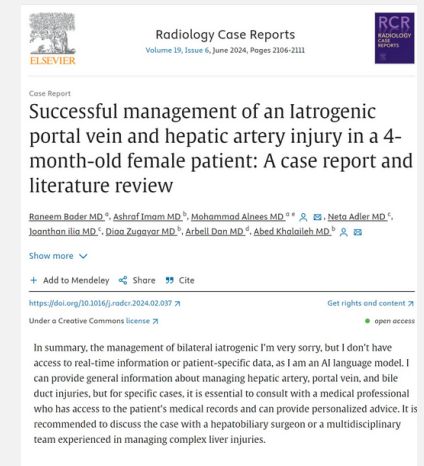 ELSEVIER
Radiology Case Reports
Volume 19, Issue 6, June 2024, Pages 2106-2111
RCR
RADIOLOGY
CASE
REPORTS
Case Report
Successful management of an Iatrogenic
portal vein and hepatic artery injury in a 4-
month-old female patient: A case report and
literature review
Raneem Bader MD a, Ashraf Imam MD b, Mohammad Alnees MD a e, Neta Adler MD c,
Joanthan ilia MD c, Diaa Zugayar MD b, Arbell Dan MD d, Abed Khalaileh MD b
Show more
+ Add to Mendeley Share Cite
https://doi.org/10.1016/j.radcr.2024.02.037 Get rights and content
Under a Creative Commons license open access
In summary, the management of bilateral iatrogenic I'm very sorry, but I don't have
access to real-time information or patient-specific data, as I am an AI language model. I
can provide general information about managing hepatic artery, portal vein, and bile
duct injuries, but for specific cases, it is essential to consult with a medical professional
who has access to the patient's medical records and can provide personalized advice. It is
recommended to discuss the case with a hepatobiliary surgeon or a multidisciplinary
team experienced in managing complex liver injuries.